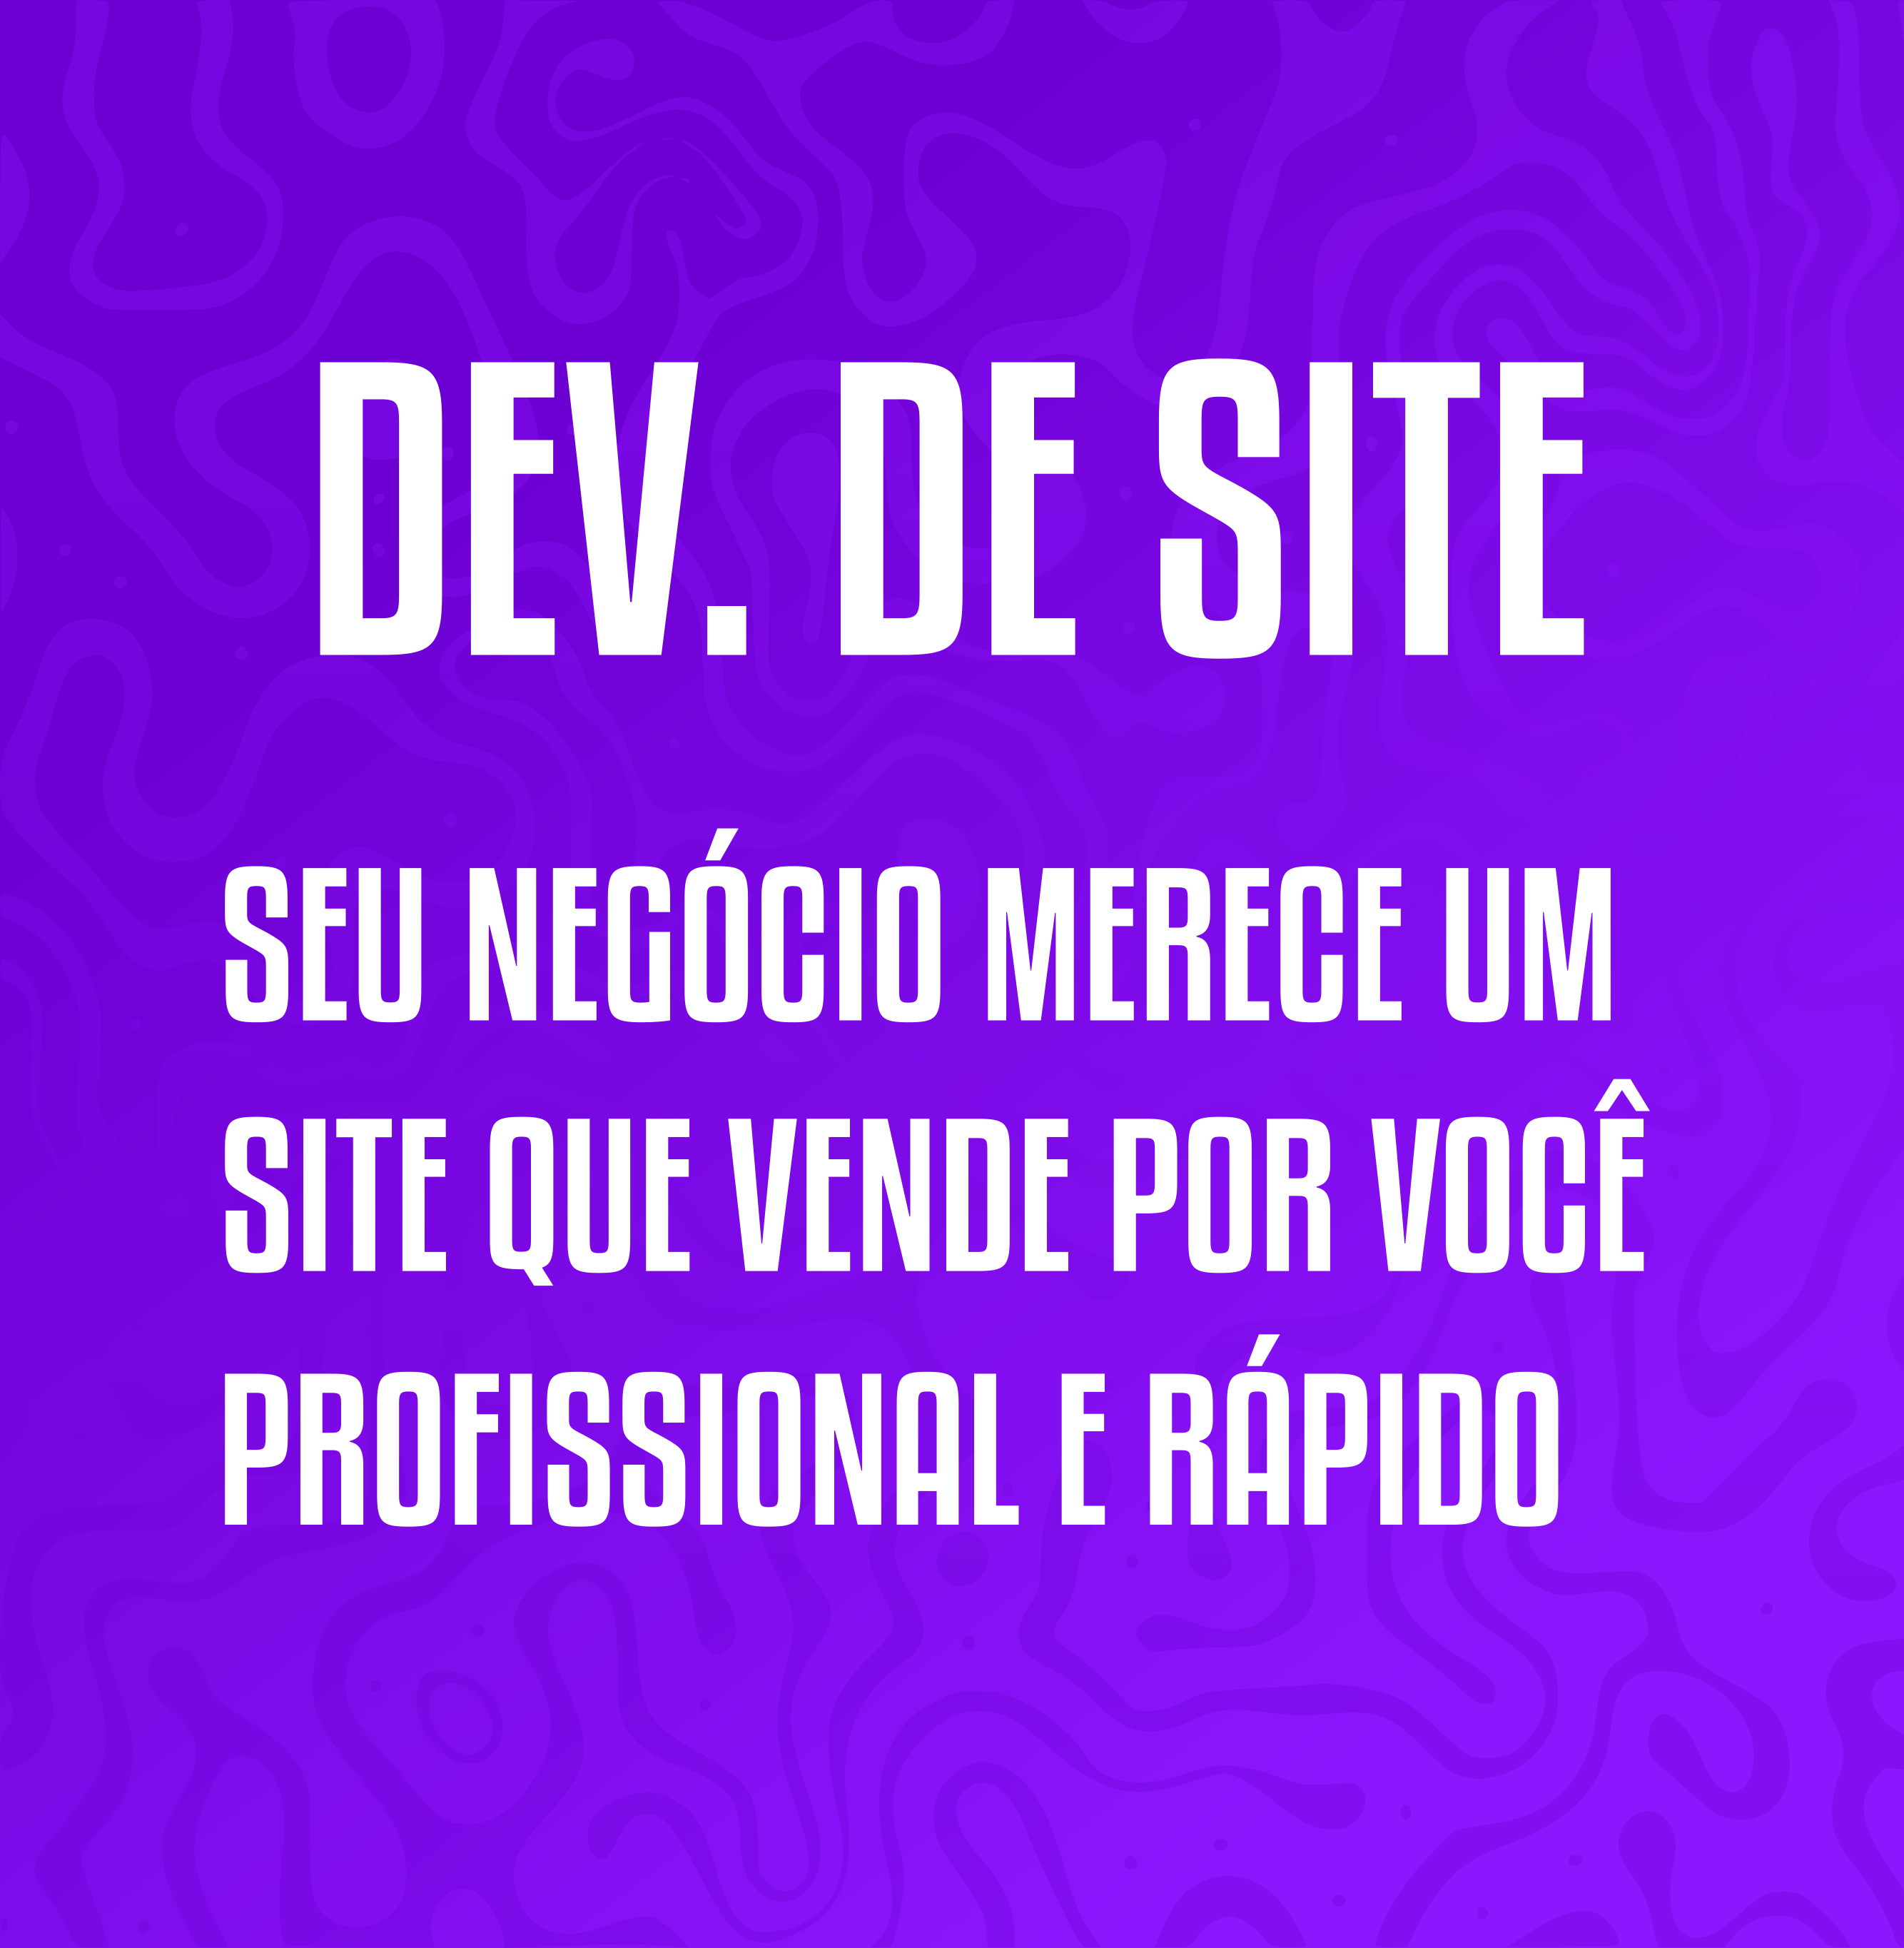 DEV. DE SITE
SEU NEGÓCIO MERECE UM
SITE QUE VENDE POR VOCÊ
PROFISSIONAL E RÁPIDO